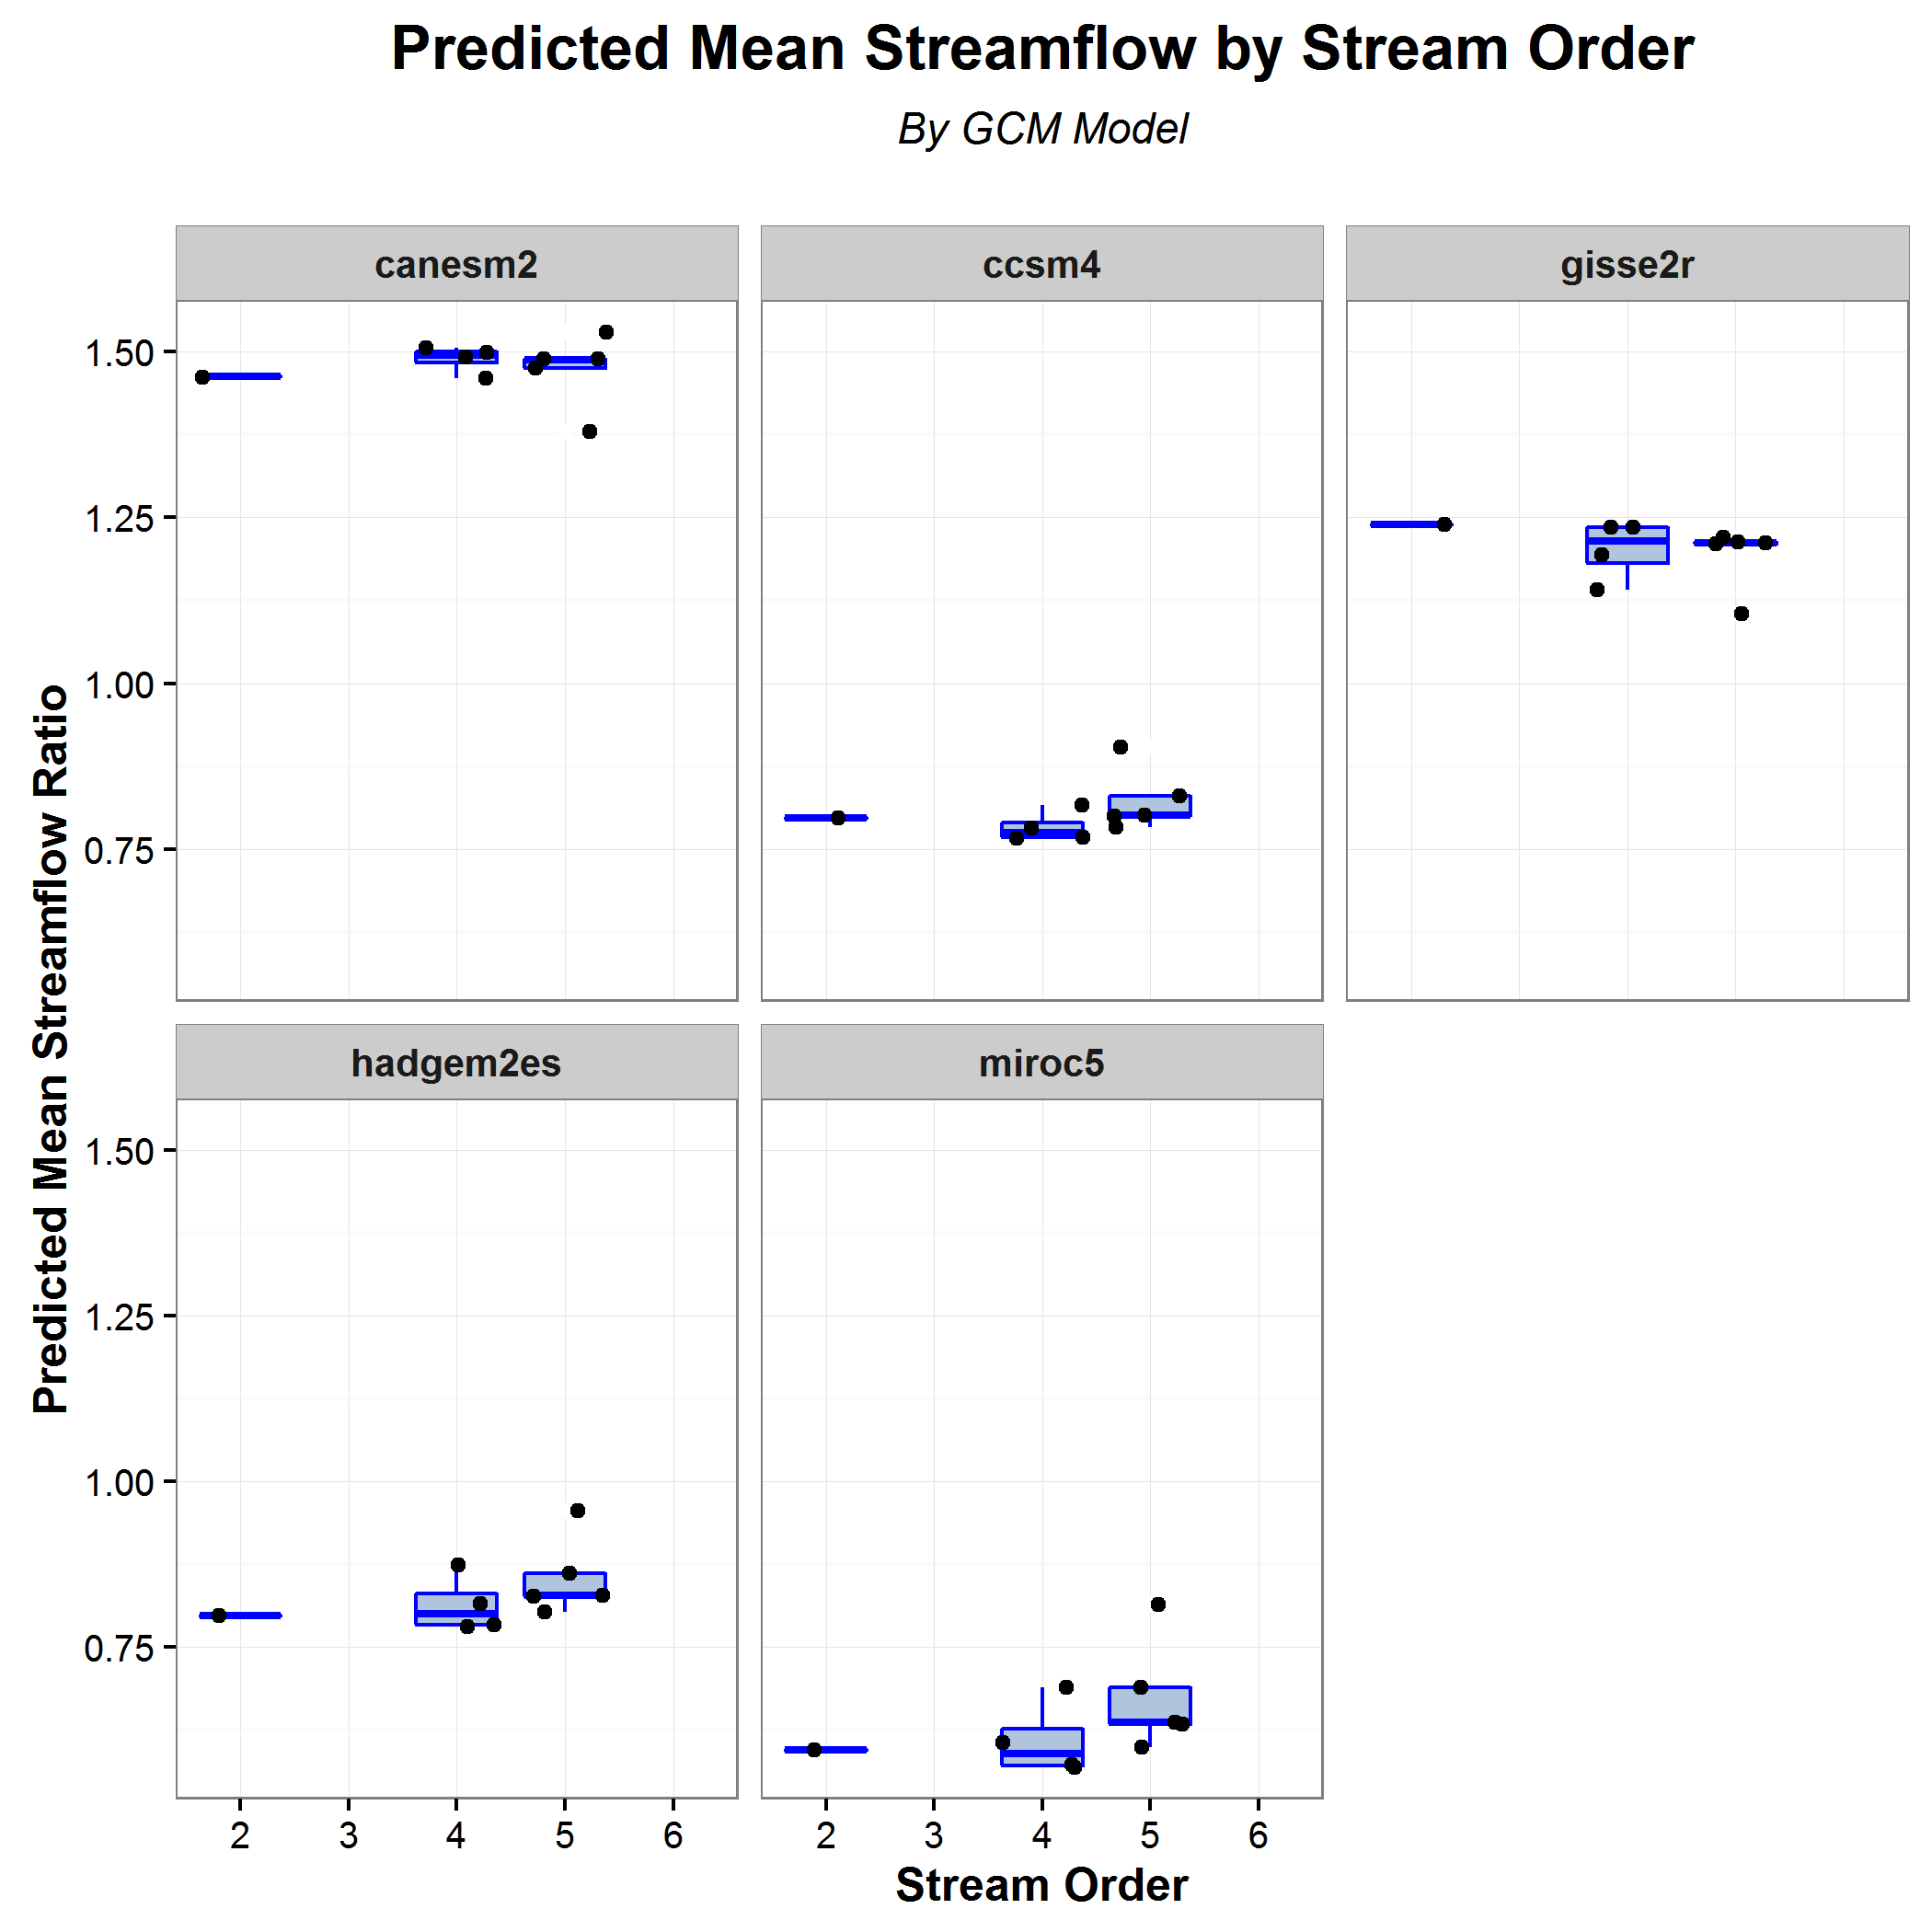 Predicted Mean Streamflow by Stream Order
By GCM Model
canesm2
ccsm4
gisse2r
Predicted Mean Streamflow Ratio
1.50
1.25
1.00
0.75
hadgem2es
miroc5
1.50
1.25
1.00
0.75
2 3 4 5 6
2 3 4 5 6
Stream Order